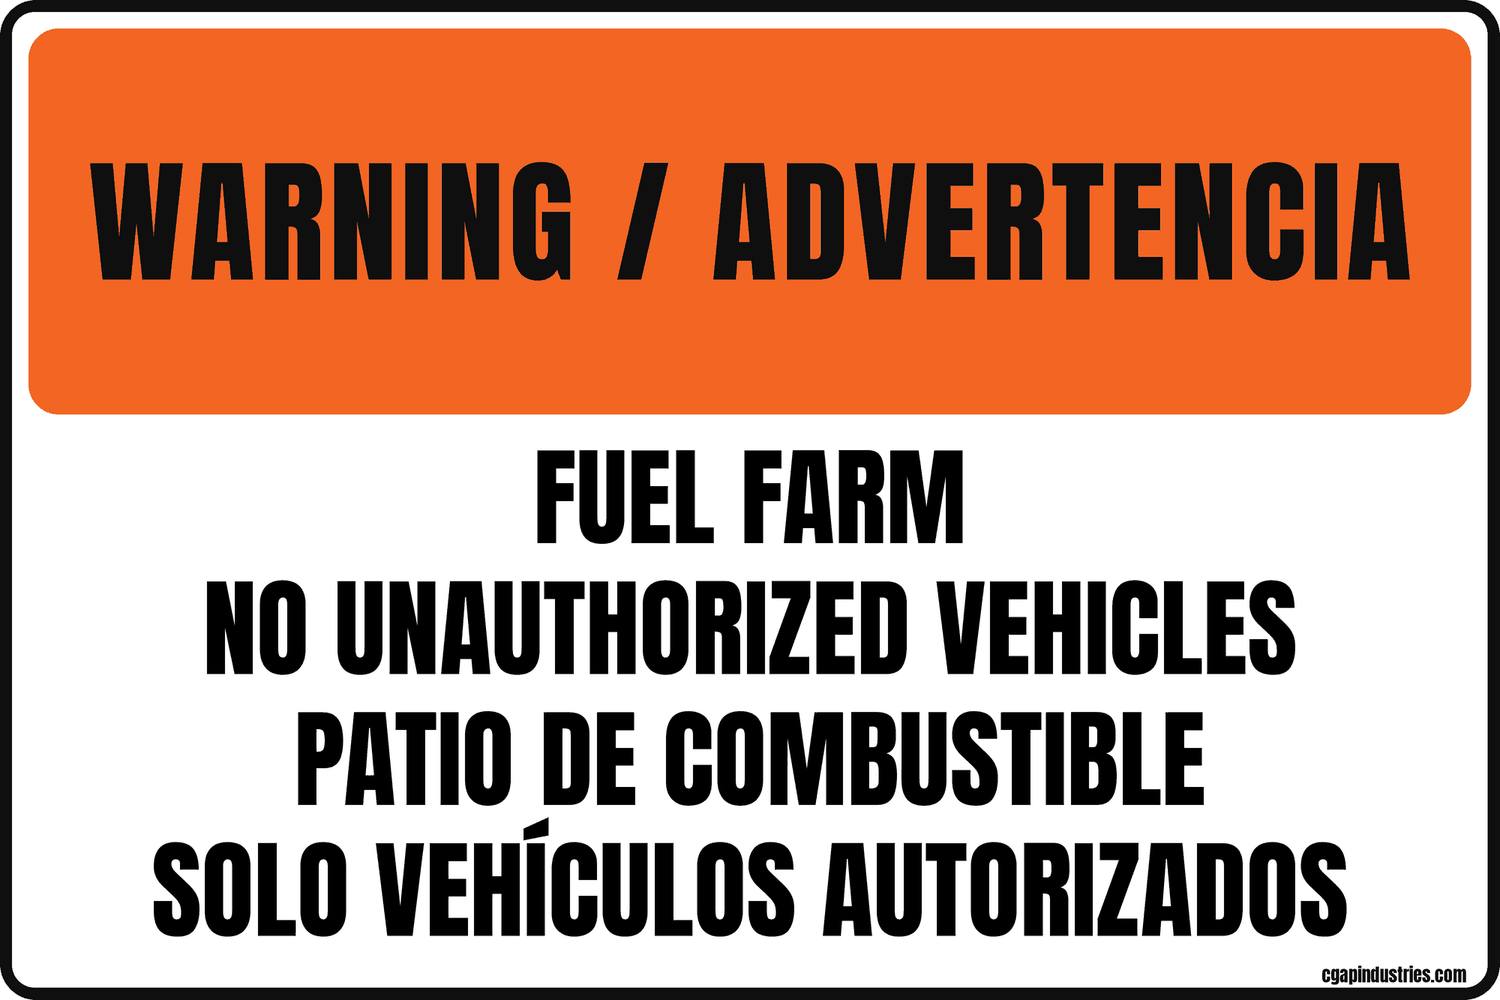 WARNING / ADVERTENCIA
FUEL FARM
NO UNAUTHORIZED VEHICLES
PATIO DE COMBUSTIBLE
SOLO VEHÍCULOS AUTORIZADOS
cgapindustries.com